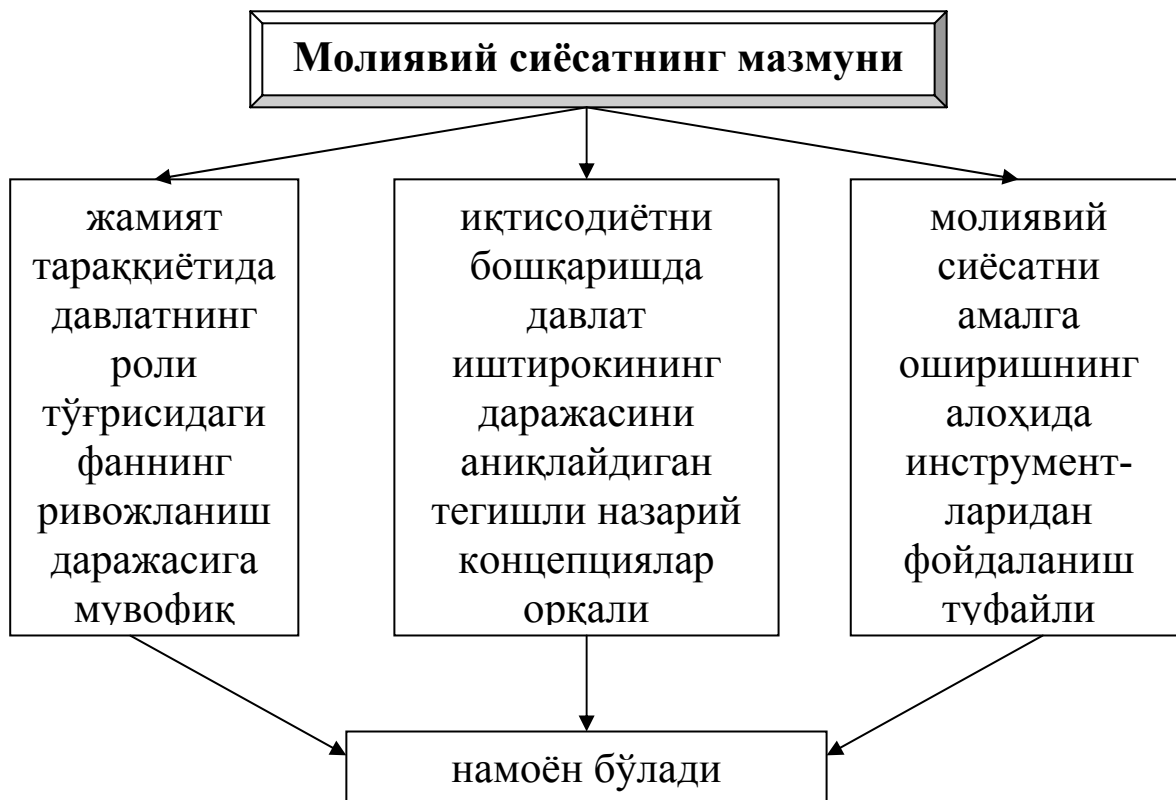 Молиявий сиёсатнинг мазмуни
жамият
тараққиётида
давлатнинг
роли
тўғрисидаги
фаннинг
ривожланиш
даражасига
мувофиқ
иқтисодиётни
бошқаришда
давлат
иштирокининг
даражасини
аниқлайдиган
тегишли назарий
концепциялар
орқали
молиявий
сиёсатни
амалга
оширишнинг
алоҳида
инструмент-
ларидан
фойдаланиш
туфайли
намоён бўлади